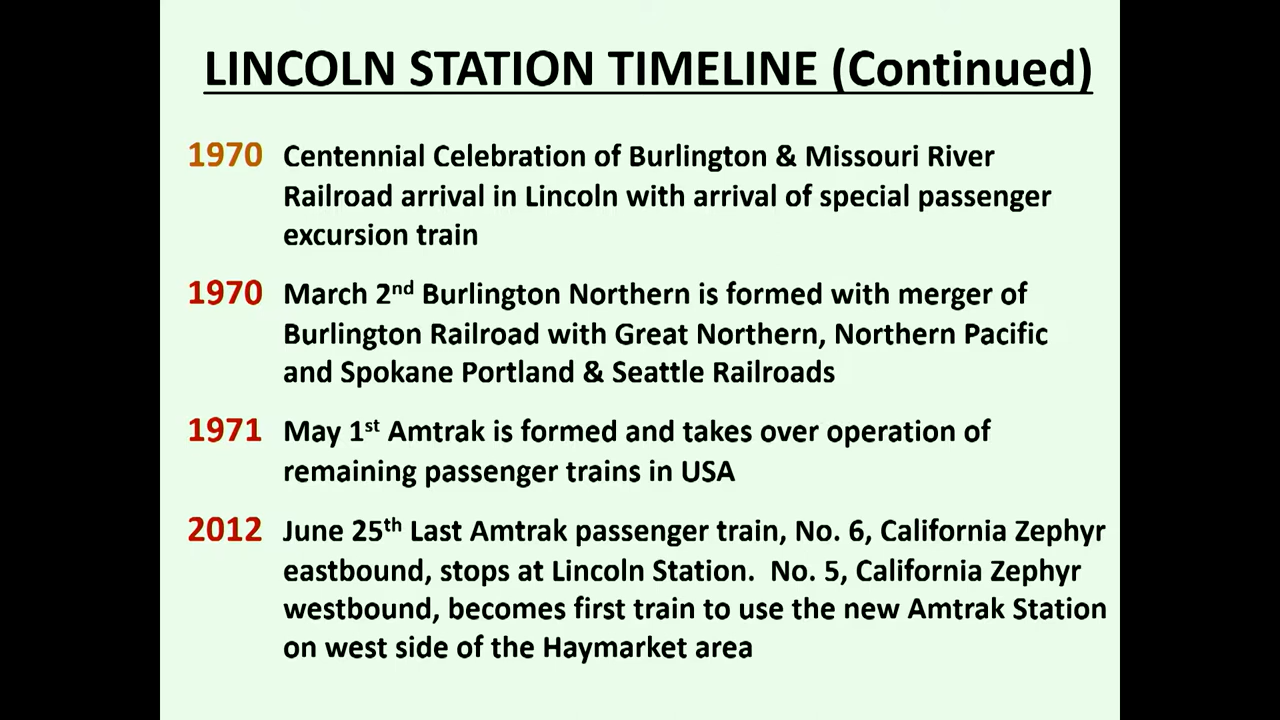 LINCOLN STATION TIMELINE (Continued)
1970 Centennial Celebration of Burlington & Missouri River
Railroad arrival in Lincoln with arrival of special passenger
excursion train
1970 March 2nd Burlington Northern is formed with merger of
Burlington Railroad with Great Northern, Northern Pacific
and Spokane Portland & Seattle Railroads
1971 May 1st Amtrak is formed and takes over operation of
remaining passenger trains in USA
2012 June 25th Last Amtrak passenger train, No. 6, California Zephyr
eastbound, stops at Lincoln Station. No. 5, California Zephyr
westbound, becomes first train to use the new Amtrak Station
on west side of the Haymarket area